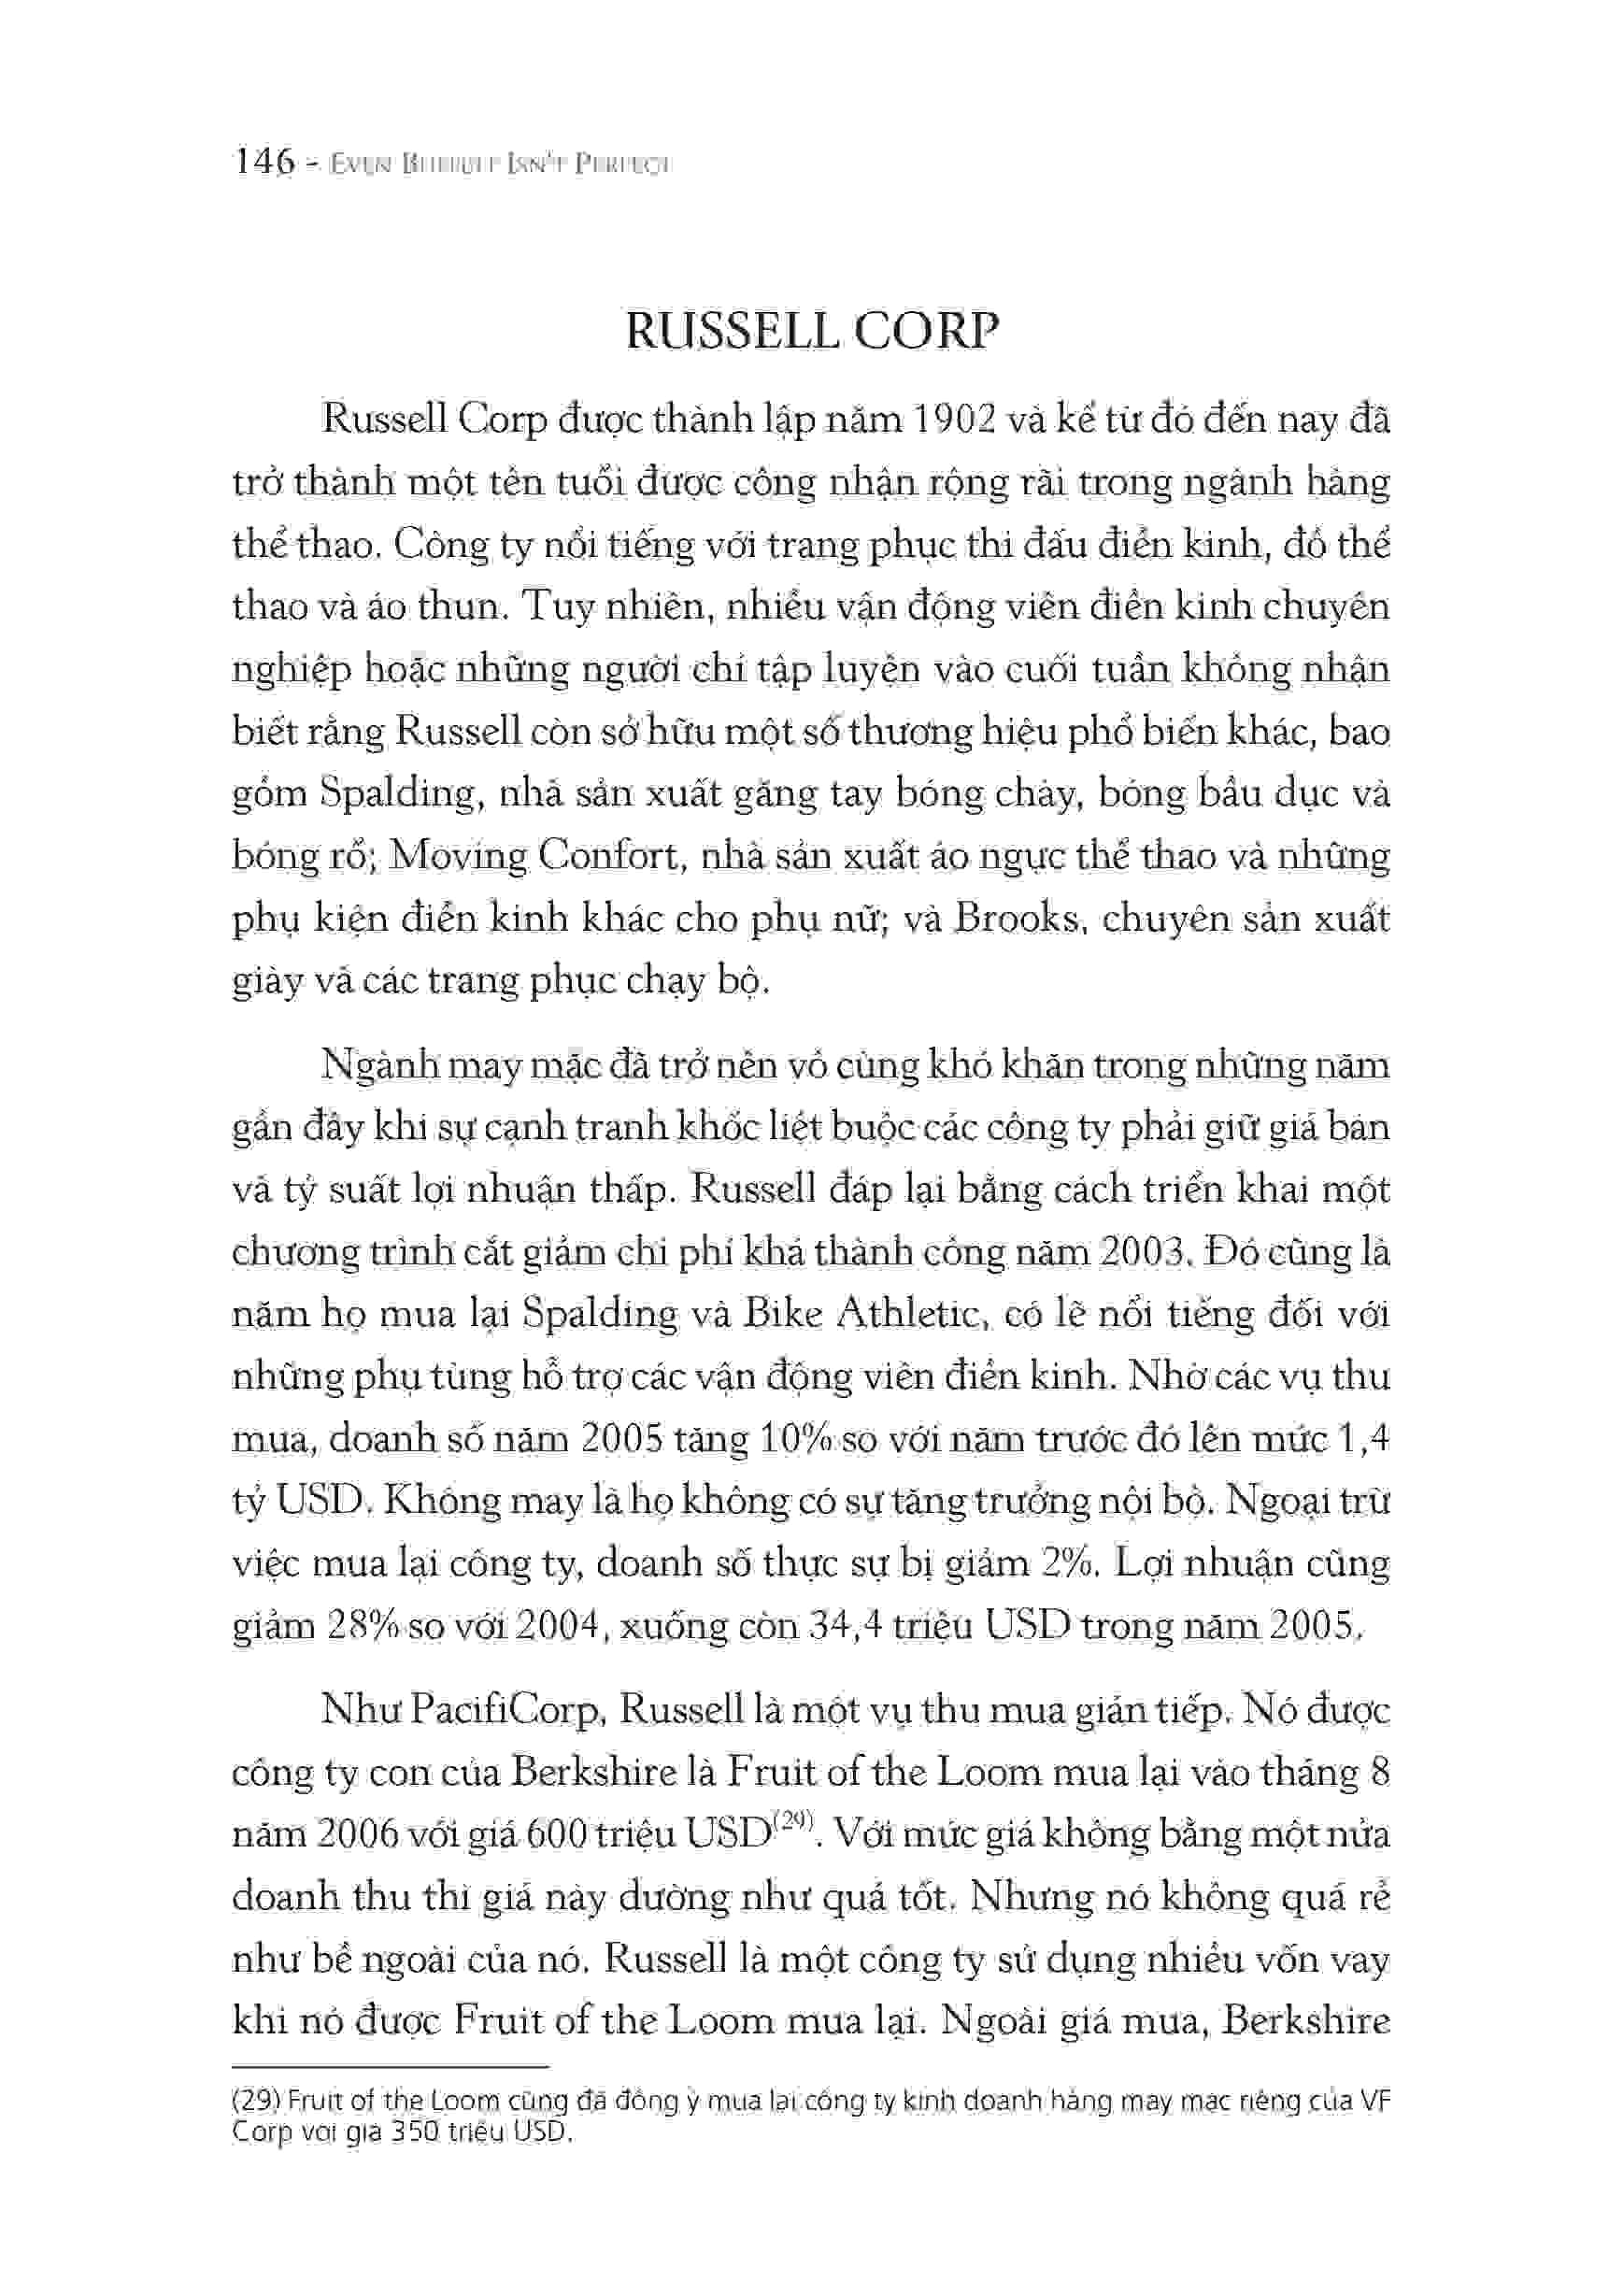 146 - EVEN BUFFETT ISN'T PERFECT
RUSSELL CORP
Russell Corp được thành lập năm 1902 và kể từ đó đến nay đã
trở thành một tên tuổi được công nhận rộng rãi trong ngành hàng
thể thao. Công ty nổi tiếng với trang phục thi đấu điền kinh, đồ thể
thao và áo thun. Tuy nhiên, nhiều vận động viên điền kinh chuyên
nghiệp hoặc những người chỉ tập luyện vào cuối tuần không nhận
biết rằng Russell còn sở hữu một số thương hiệu phổ biến khác, bao
gồm Spalding, nhà sản xuất găng tay bóng chày, bóng bầu dục và
bóng rổ; Moving Confort, nhà sản xuất áo ngực thể thao và những
phụ kiện điền kinh khác cho phụ nữ; và Brooks, chuyên sản xuất
giày và các trang phục chạy bộ.
Ngành may mặc đã trở nên vô cùng khó khăn trong những năm
gần đây khi sự cạnh tranh khốc liệt buộc các công ty phải giữ giá bán
và tỷ suất lợi nhuận thấp. Russell đáp lại bằng cách triển khai một
chương trình cắt giảm chi phí khá thành công năm 2003. Đó cũng là
năm họ mua lại Spalding và Bike Athletic, có lẽ nổi tiếng đối với
những phụ tùng hỗ trợ các vận động viên điền kinh. Nhờ các vụ thu
mua, doanh số năm 2005 tăng 10% so với năm trước đó lên mức 1,4
tỷ USD. Không may là họ không có sự tăng trưởng nội bộ. Ngoại trừ
việc mua lại công ty, doanh số thực sự bị giảm 2%. Lợi nhuận cũng
giảm 28% so với 2004, xuống còn 34,4 triệu USD trong năm 2005.
Như PacifiCorp, Russell là một vụ thu mua gián tiếp. Nó được
công ty con của Berkshire là Fruit of the Loom mua lại vào tháng 8
năm 2006 với giá 600 triệu USD(29). Với mức giá không bằng một nửa
doanh thu thì giá này dường như quá tốt. Nhưng nó không quá rẻ
như bề ngoài của nó. Russell là một công ty sử dụng nhiều vốn vay
khi nó được Fruit of the Loom mua lại. Ngoài giá mua, Berkshire
(29) Fruit of the Loom cũng đã đồng ý mua lại công ty kinh doanh hàng may mặc riêng của VF
Corp với giá 350 triệu USD.